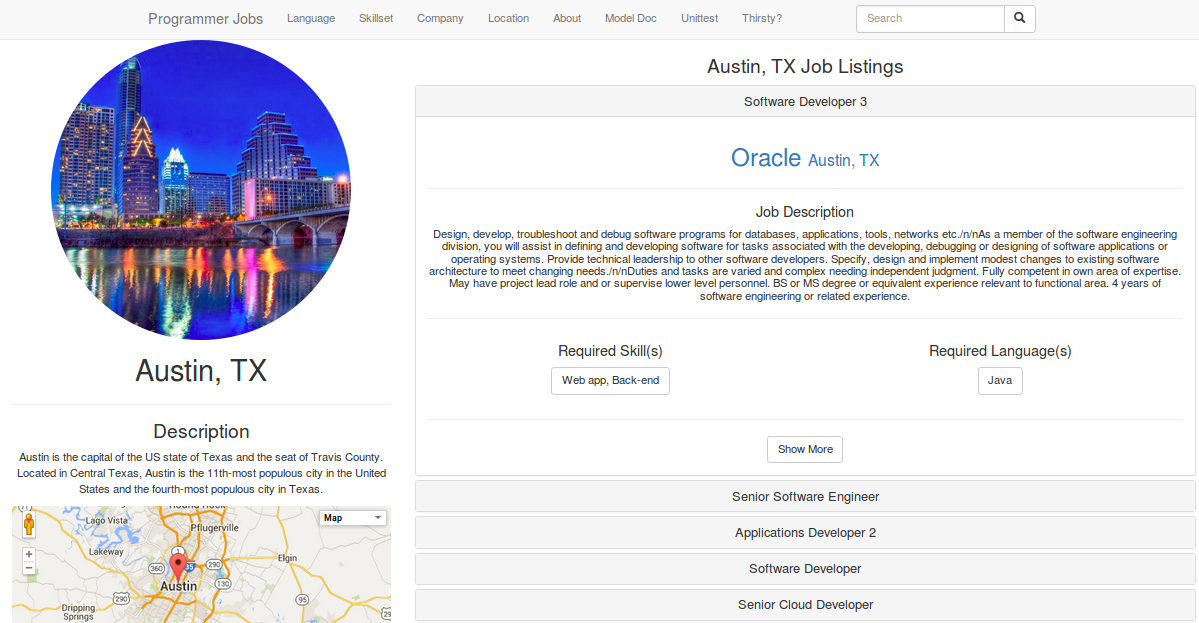 Programmer Jobs Language Skillset Company Location About Model Doc Unittest Thirsty? Search
Austin, TX
Description
Austin is the capital of the US state of Texas and the seat of Travis County.
Located in Central Texas, Austin is the 11th-most populous city in the United
States and the fourth-most populous city in Texas.
Map
Lago Vista
Pflugerville
Lakeway
Elgin
1
360
35
290
Austin
130
290
95
Dripping
Springs
Austin, TX Job Listings
Software Developer 3
Oracle Austin, TX
Job Description
Design, develop, troubleshoot and debug software programs for databases, applications, tools, networks etc./n/nAs a member of the software engineering
division, you will assist in defining and developing software for tasks associated with the developing, debugging or designing of software applications or
operating systems. Provide technical leadership to other software developers. Specify, design and implement modest changes to existing software
architecture to meet changing needs./n/nDuties and tasks are varied and complex needing independent judgment. Fully competent in own area of expertise.
May have project lead role and or supervise lower level personnel. BS or MS degree or equivalent experience relevant to functional area. 4 years of
software engineering or related experience.
Required Skill(s) Required Language(s)
Web app, Back-end Java
Show More
Senior Software Engineer
Applications Developer 2
Software Developer
Senior Cloud Developer